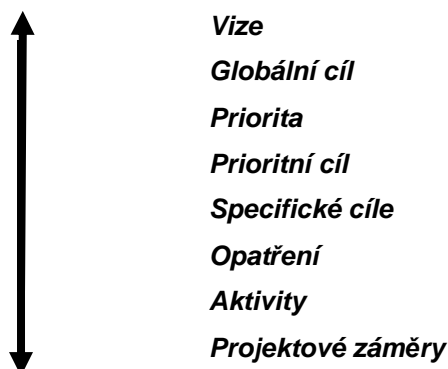 Vize
Globální cíl
Priorita
Prioritní cíl
Specifické cíle
Opatření
Aktivity
Projektové záměry